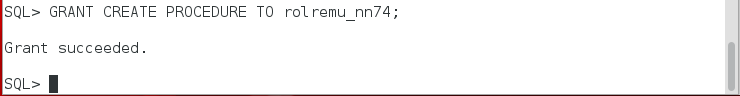 SQL> GRANT CREATE PROCEDURE TO rolremu_nn74;
Grant succeeded.
SQL>